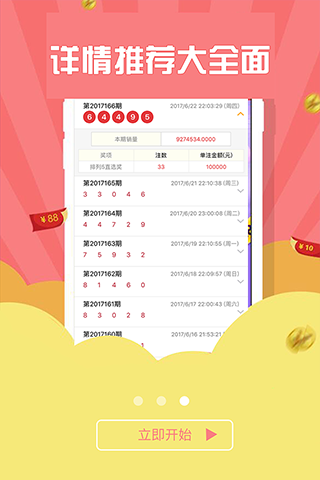 详情推荐大全面
第2017166期 2017/6/22 22:03:29 (周四)
6 4 4 9 5
本期销量 9274534.0000
奖项 注数 单注金额(元)
排列5直选奖 33 100000
第2017165期 2017/6/21 22:10:38 (周三)
3 3 0 4 6
第2017164期 2017/6/20 23:00:08 (周二)
4 4 7 2 9
第2017163期 2017/6/19 22:10:55 (周一)
7 5 9 3 2
第2017162期 2017/6/18 22:09:57 (周日)
8 1 4 6 0
第2017161期 2017/6/17 22:00:43 (周六)
8 3 0 2 8
第2017160期 2017/6/16 21:53:21
¥88
¥10
立即开始